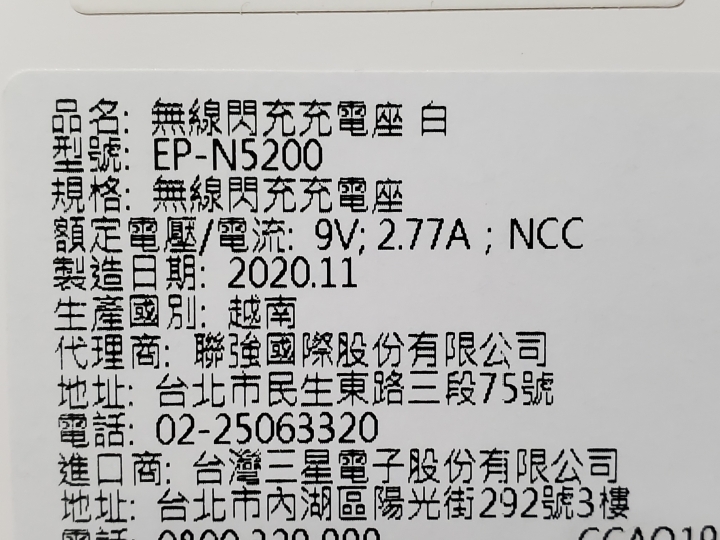 品名: 無線閃充充電座 白
型號: EP-N5200
規格: 無線閃充充電座
額定電壓/電流: 9V; 2.77A ; NCC
製造日期: 2020.11
生產國別: 越南
代理商: 聯強國際股份有限公司
地址: 台北市民生東路三段75號
電話: 02-25063320
進口商: 台灣三星電子股份有限公司
地址: 台北市內湖區陽光街292號3樓
電話: